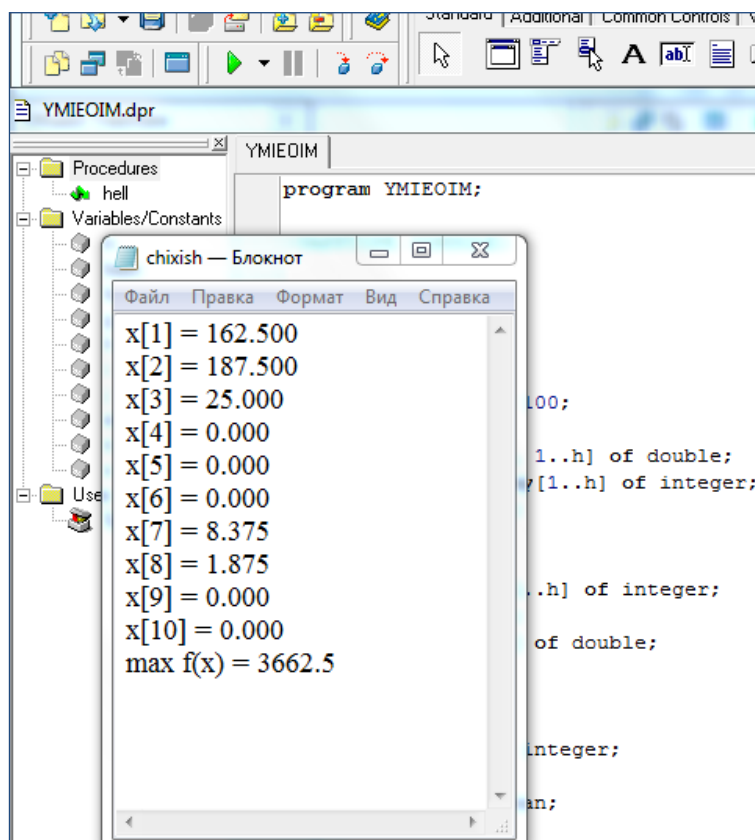 Standard Additional Common Controls
YMIEOIM.dpr
YMIEOIM
Procedures
hell
Variables/Constants
program YMIEOIM;
chixish — Блокнот
Файл Правка Формат Вид Справка
x[1] = 162.500
x[2] = 187.500
x[3] = 25.000
x[4] = 0.000
x[5] = 0.000
x[6] = 0.000
x[7] = 8.375
x[8] = 1.875
x[9] = 0.000
x[10] = 0.000
max f(x) = 3662.5
100;
1..h] of double;
y[1..h] of integer;
Use
..h] of integer;
of double;
integer;
an;